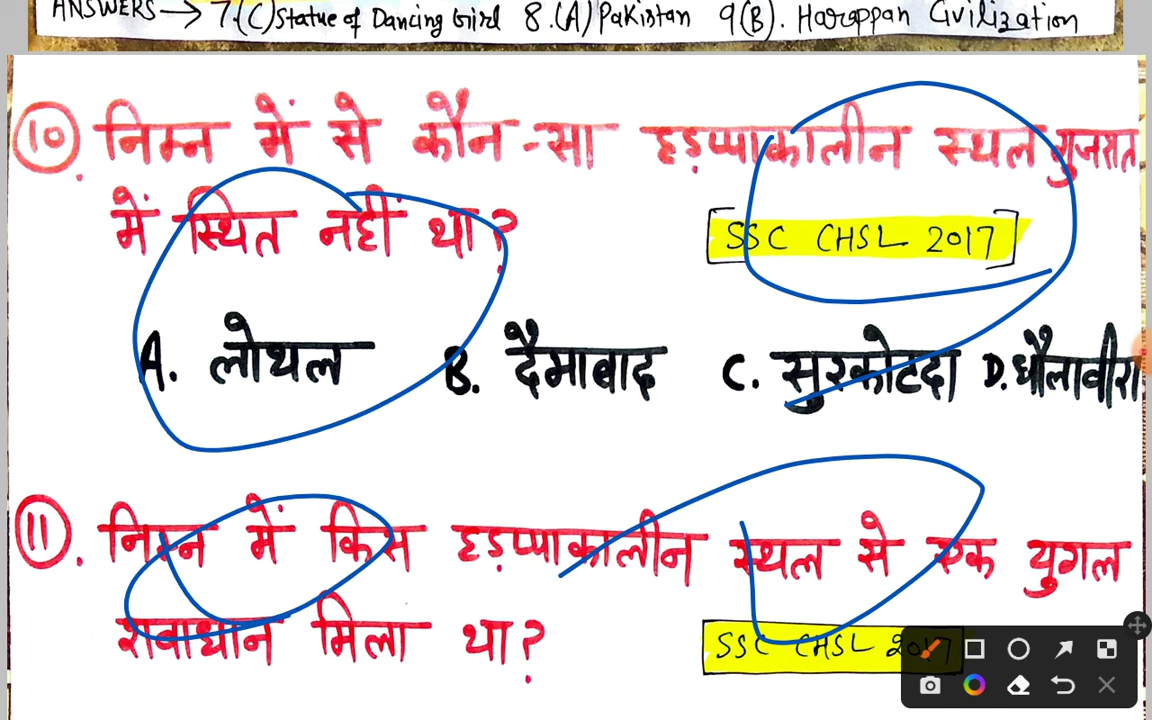 ANSWERS → 7.(C) Statue of Dancing Girl 8.(A) Pakistan 9(B). Harappan Civilization
10. निम्न में से कौन-सा हड़प्पाकालीन स्थल गुजरात
में स्थित नहीं था?
[SSC CHSL 2017]
A. लोथल B. दैमाबाद C. सुरकोटदा D. धौलावीरा
11. निम्न में किस हड़प्पाकालीन स्थल से एक युगल
शवाधान मिला था?
SSC CHSL 2017